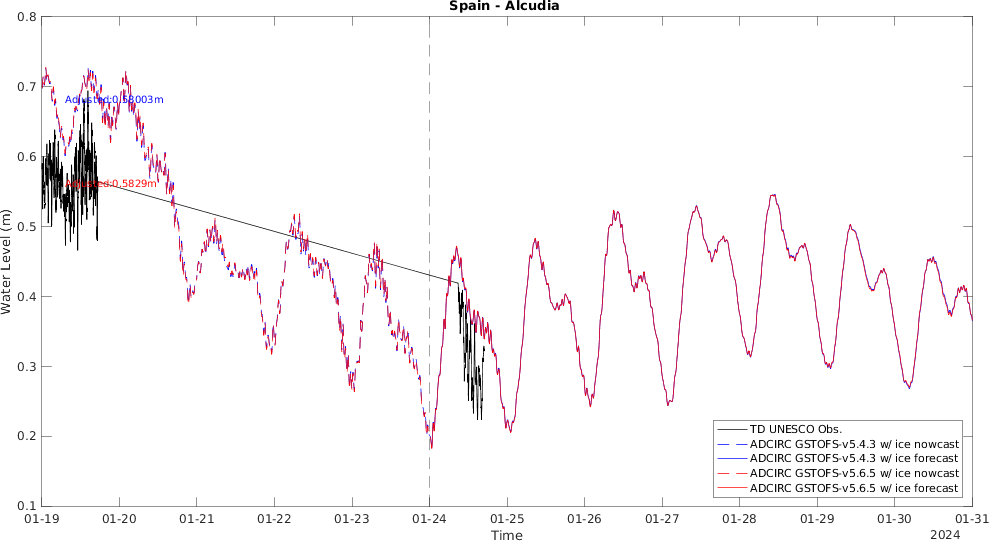 Spain - Alcudia
0.8
0.7
0.6
0.5
0.4
0.3
0.2
0.1
Water Level (m)
Adjusted:0.58003m
Adjusted:0.5829m
TD UNESCO Obs.
ADCIRC GSTOFS-v5.4.3 w/ ice nowcast
ADCIRC GSTOFS-v5.4.3 w/ ice forecast
ADCIRC GSTOFS-v5.6.5 w/ ice nowcast
ADCIRC GSTOFS-v5.6.5 w/ ice forecast
01-19 01-20 01-21 01-22 01-23 01-24 01-25 01-26 01-27 01-28 01-29 01-30 01-31
Time
2024